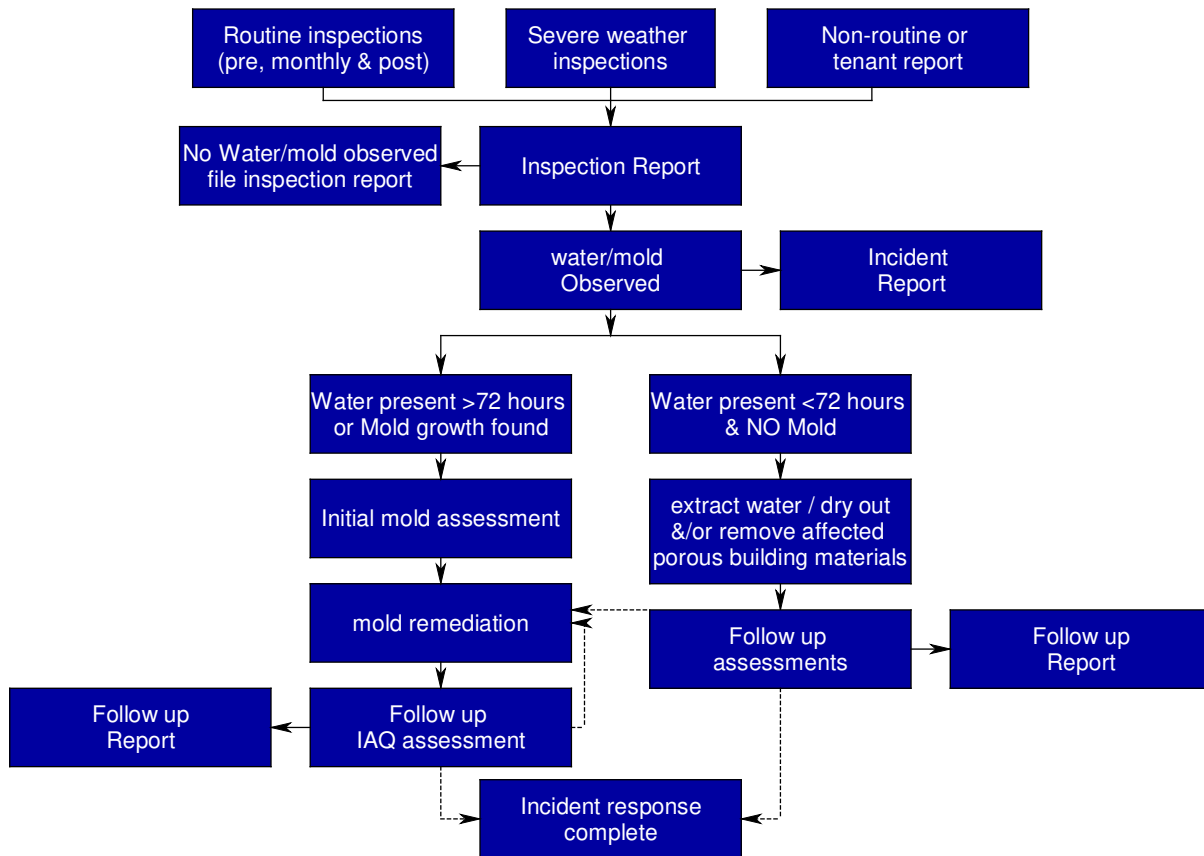 Routine inspections
(pre, monthly & post)
Severe weather
inspections
Non-routine or
tenant report
No Water/mold observed
file inspection report
Inspection Report
water/mold
Observed
Incident
Report
Water present >72 hours
or Mold growth found
Water present <72 hours
& NO Mold
Initial mold assessment
extract water / dry out
&/or remove affected
porous building materials
mold remediation
Follow up
assessments
Follow up
Report
Follow up
Report
Follow up
IAQ assessment
Incident response
complete